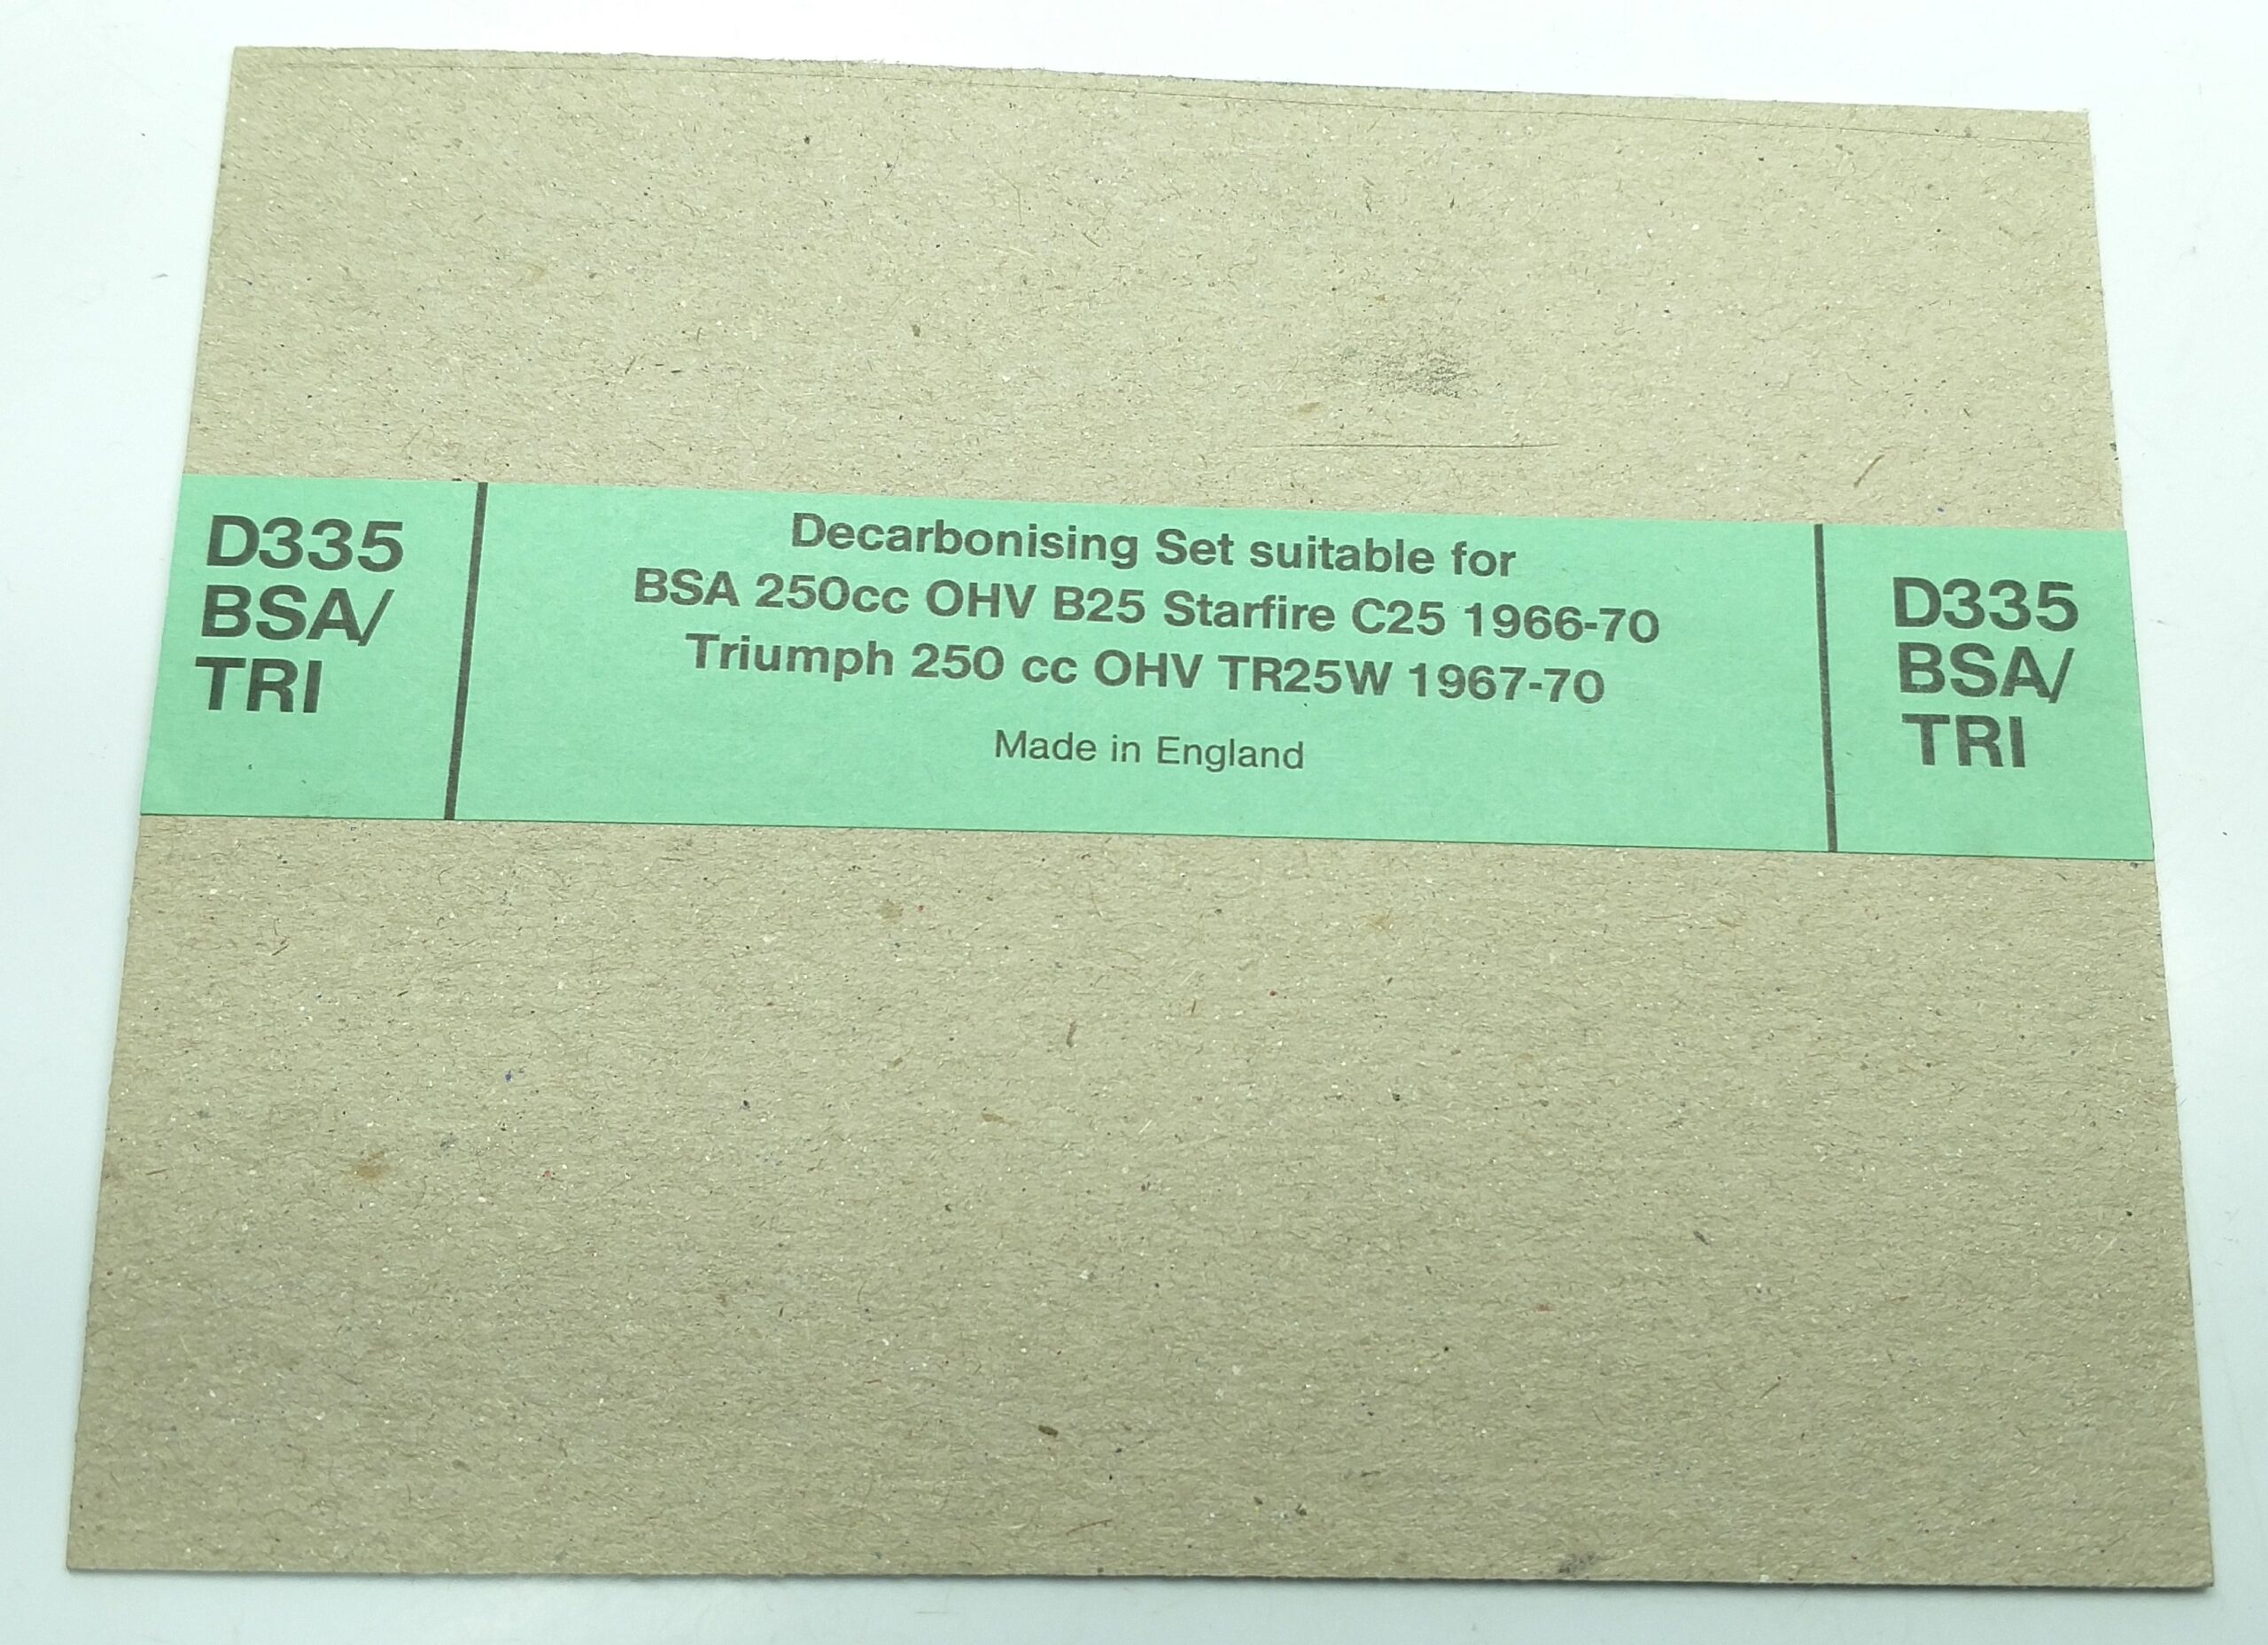 D335
BSA/
TRI
Decarbonising Set suitable for
BSA 250cc OHV B25 Starfire C25 1966-70
Triumph 250 cc OHV TR25W 1967-70
Made in England
D335
BSA/
TRI